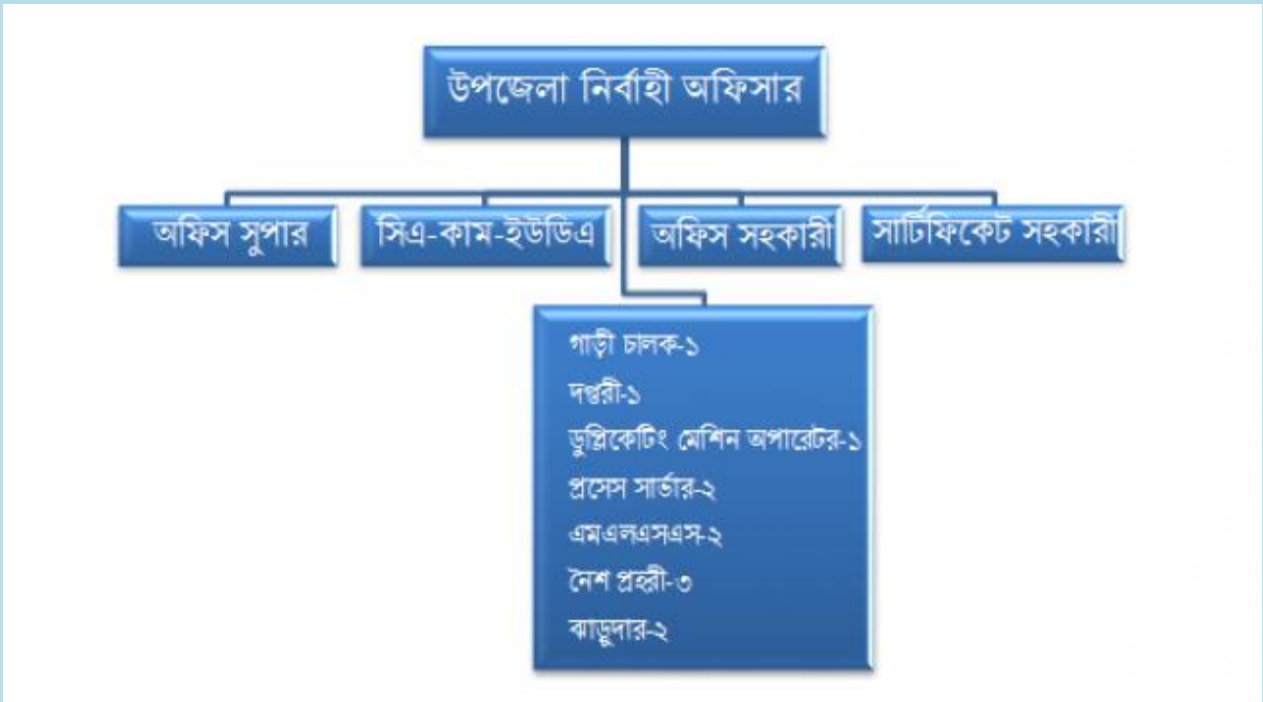 উপজেলা নির্বাহী অফিসার
অফিস সুপার
সিএ-কাম-ইউডিএ
অফিস সহকারী
সার্টিফিকেট সহকারী
গাড়ী চালক-১
দপ্তরী-১
ডুপ্লিকেটিং মেশিন অপারেটর-১
প্রসেস সার্ভার-২
এমএলএসএস-২
নৈশ প্রহরী-৩
ঝাড়ূদার-২